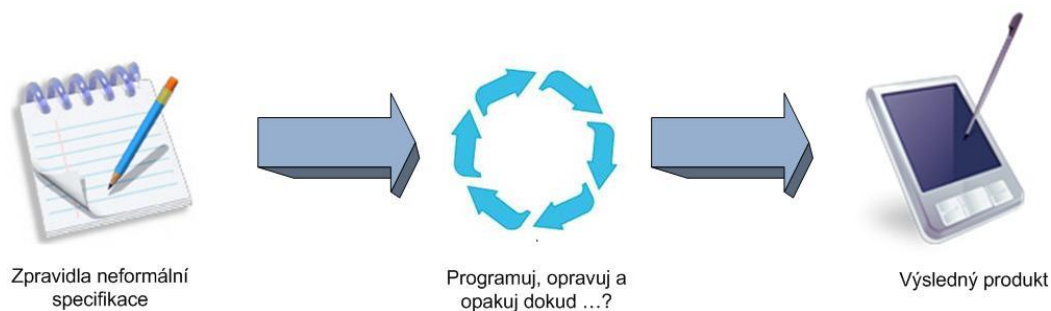 Zpravidla neformální
specifikace
Programuj, opravuj a
opakuj dokud ...?
Výsledný produkt